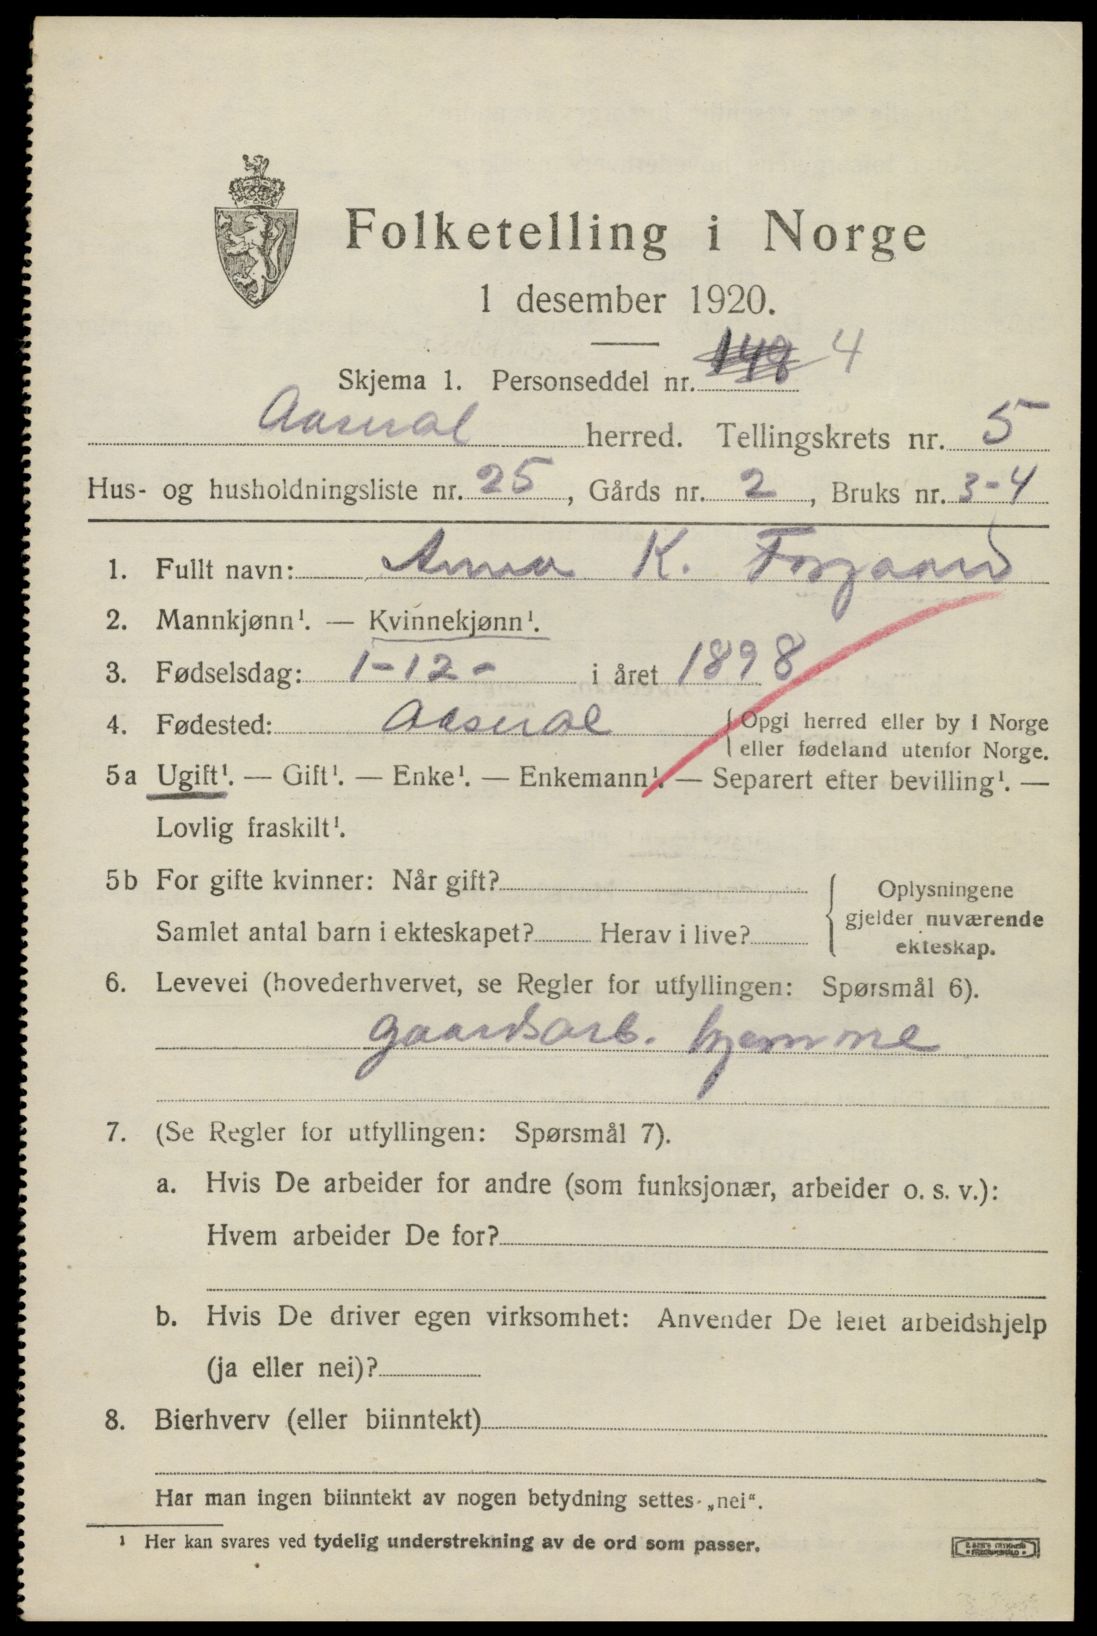 Folketelling i Norge
1 desember 1920.
Skjema 1. Personseddel nr. 148 4
Aaseral herred. Tellingskrets nr. 5
Hus- og husholdningsliste nr. 25, Gårds nr. 2, Bruks nr. 3-4
1. Fullt navn: Anna K.
2. Mannkjønn¹. — Kvinnekjønn¹.
3. Fødselsdag: 1-12- i året 1898
4. Fødested: Aaseral {Opgi herred eller by i Norge
eller fødeland utenfor Norge.
5a Ugift¹. — Gift¹. — Enke¹. — Enkemann¹. — Separert efter bevilling¹. —
Lovlig fraskilt¹.
5b For gifte kvinner: Når gift? {Oplysningene
gjelder nuværende
Samlet antal barn i ekteskapet? Herav i live? ekteskap.
6. Levevei (hovederhvervet, se Regler for utfyllingen: Spørsmål 6).
gaardsarb. hjemme
7. (Se Regler for utfyllingen: Spørsmål 7).
a. Hvis De arbeider for andre (som funksjonær, arbeider o. s. v.):
Hvem arbeider De for?
b. Hvis De driver egen virksomhet: Anvender De leiet arbeidshjelp
(ja eller nei)?
8. Bierhverv (eller biinntekt)
Har man ingen biinntekt av nogen betydning settes „nei“.
¹ Her kan svares ved tydelig understrekning av de ord som passer.